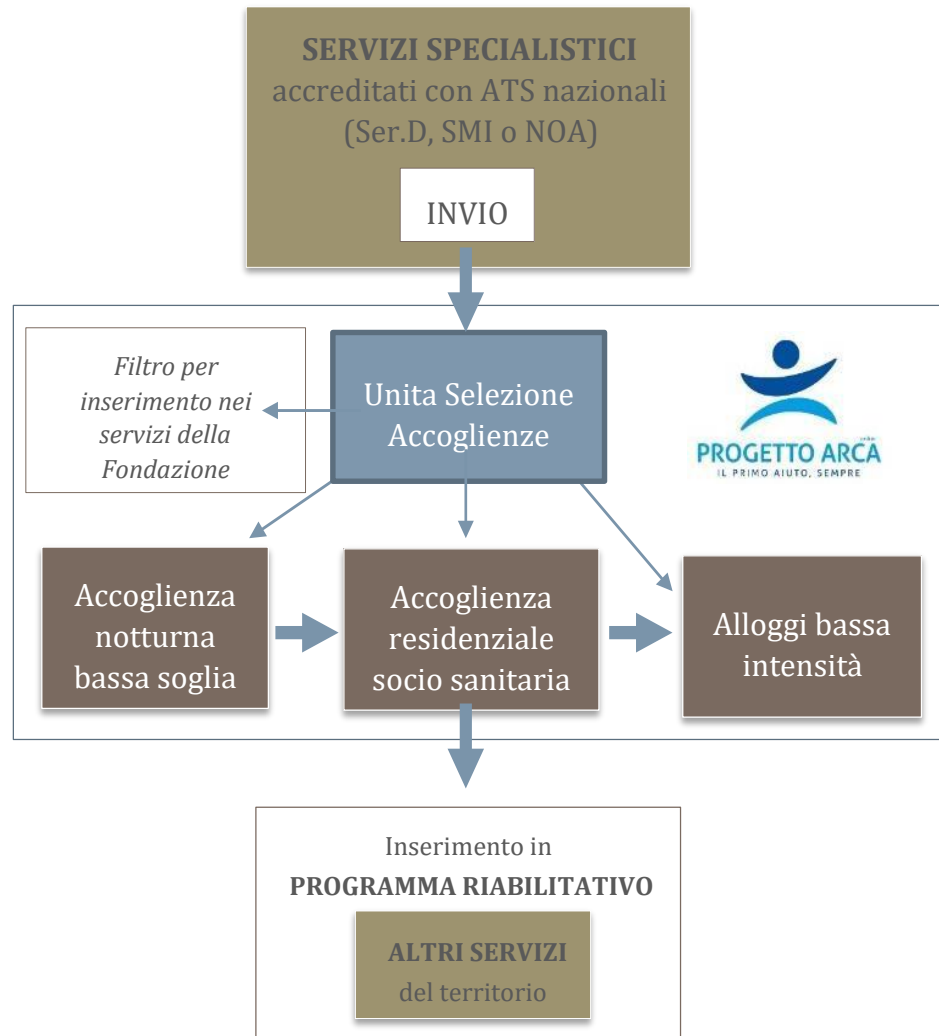 SERVIZI SPECIALISTICI
accreditati con ATS nazionali
(Ser.D, SMI o NOA)
INVIO
Filtro per
inserimento nei
servizi della
Fondazione
Unita Selezione
Accoglienze
onlus
PROGETTO ARCA
IL PRIMO AIUTO, SEMPRE
Accoglienza
notturna
bassa soglia
Accoglienza
residenziale
socio sanitaria
Alloggi bassa
intensità
Inserimento in
PROGRAMMA RIABILITATIVO
ALTRI SERVIZI
del territorio